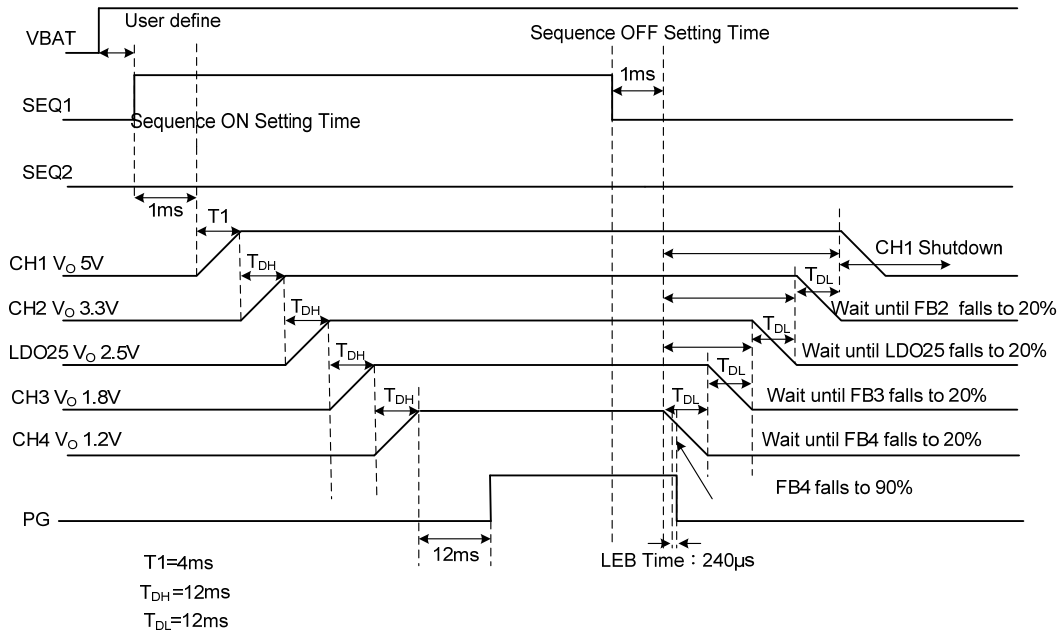 User define
VBAT
Sequence OFF Setting Time
1ms
SEQ1
Sequence ON Setting Time
SEQ2
1ms
T1
CH1 Shutdown
CH1 VO 5V
TDH
TDL
CH2 VO 3.3V
Wait until FB2 falls to 20%
TDH
TDL
LDO25 VO 2.5V
Wait until LDO25 falls to 20%
TDH
TDL
CH3 VO 1.8V
Wait until FB3 falls to 20%
TDH
TDL
CH4 VO 1.2V
Wait until FB4 falls to 20%
FB4 falls to 90%
PG
12ms
LEB Time : 240µs
T1=4ms
TDH=12ms
TDL=12ms